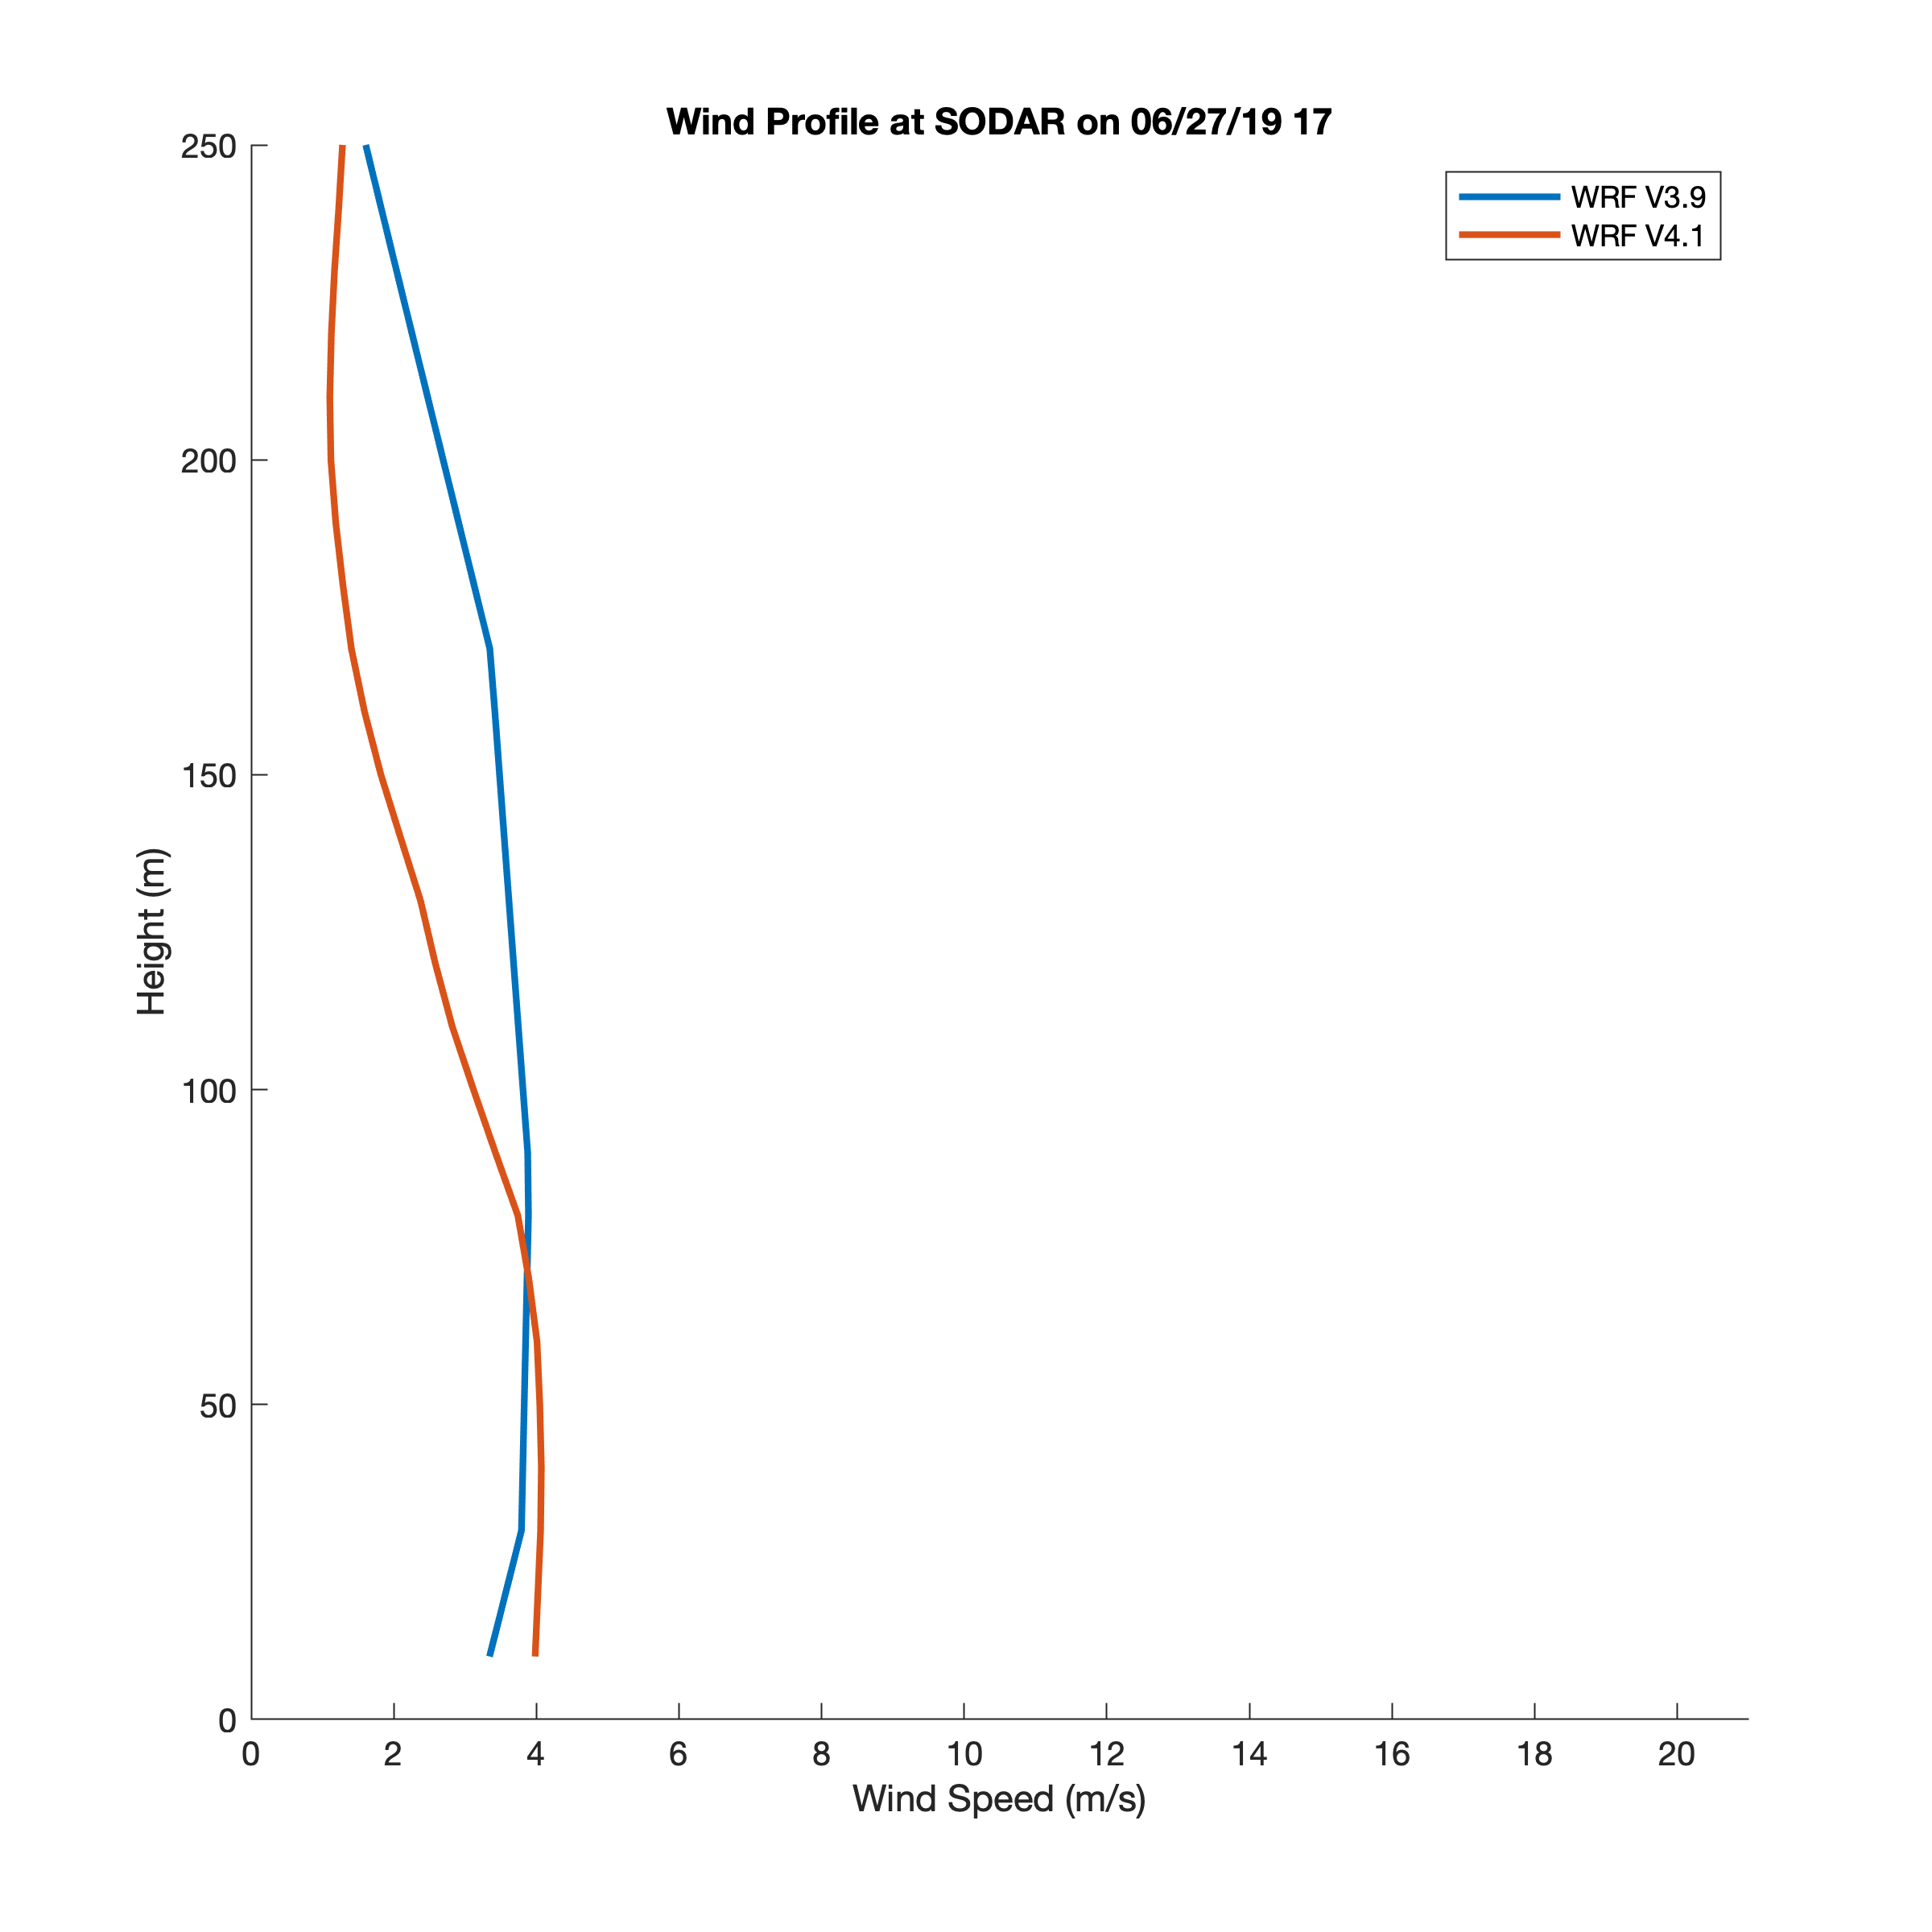 Wind Profile at SODAR on 06/27/19 17
WRF V3.9
WRF V4.1
250
200
150
100
50
0
Height (m)
0 2 4 6 8 10 12 14 16 18 20
Wind Speed (m/s)